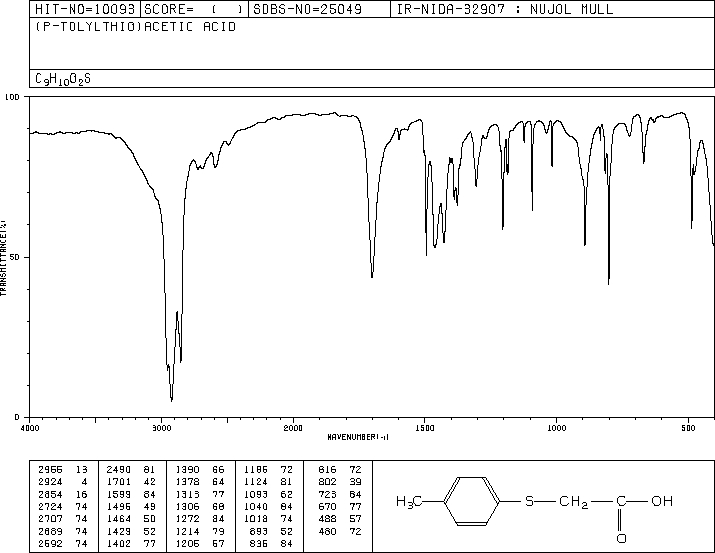 HIT-NO=10093 SCORE= ( ) SDBS-NO=25049 IR-NIDA-32907 : NUJOL MULL
(P-TOLYLTHIO)ACETIC ACID
C9H10O2S
100
50
0
TRANSMITTANCE(%)
4000 3000 2000 1500 1000 500
WAVENUMBER(-1)
2955 13 2490 81 1390 66 1186 72 816 72
2924 4 1701 42 1378 64 1124 81 802 39
2854 16 1599 84 1313 77 1093 62 723 84
2724 74 1495 49 1306 68 1040 84 670 77
2707 74 1464 50 1272 84 1018 74 488 57
2689 74 1429 52 1214 79 893 52 480 72
2592 74 1402 77 1205 57 836 84
H3C S CH2 C OH
O